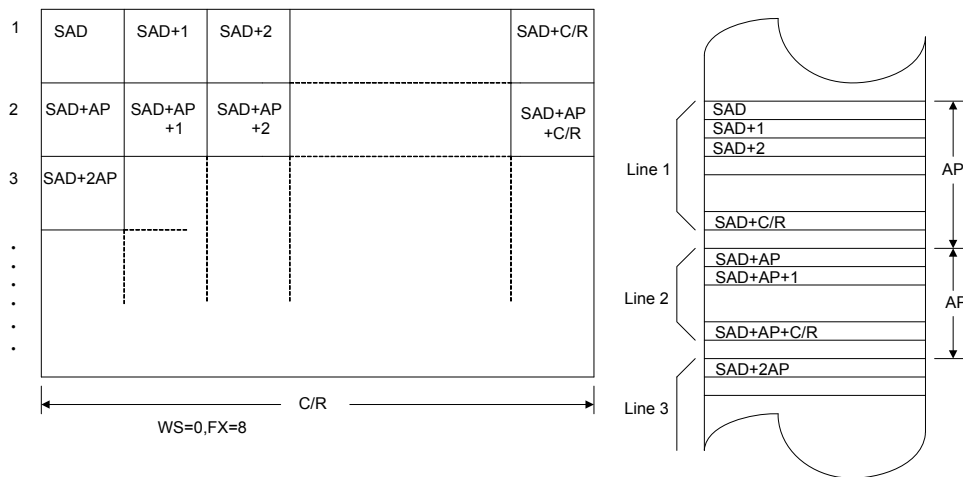 1 SAD SAD+1 SAD+2 SAD+C/R
2 SAD+AP SAD+AP
+1 SAD+AP
+2 SAD+AP
+C/R
3 SAD+2AP
C/R
WS=0,FX=8
Line 1
SAD
SAD+1
SAD+2
SAD+C/R
AP
Line 2
SAD+AP
SAD+AP+1
SAD+AP+C/R
AP
Line 3
SAD+2AP